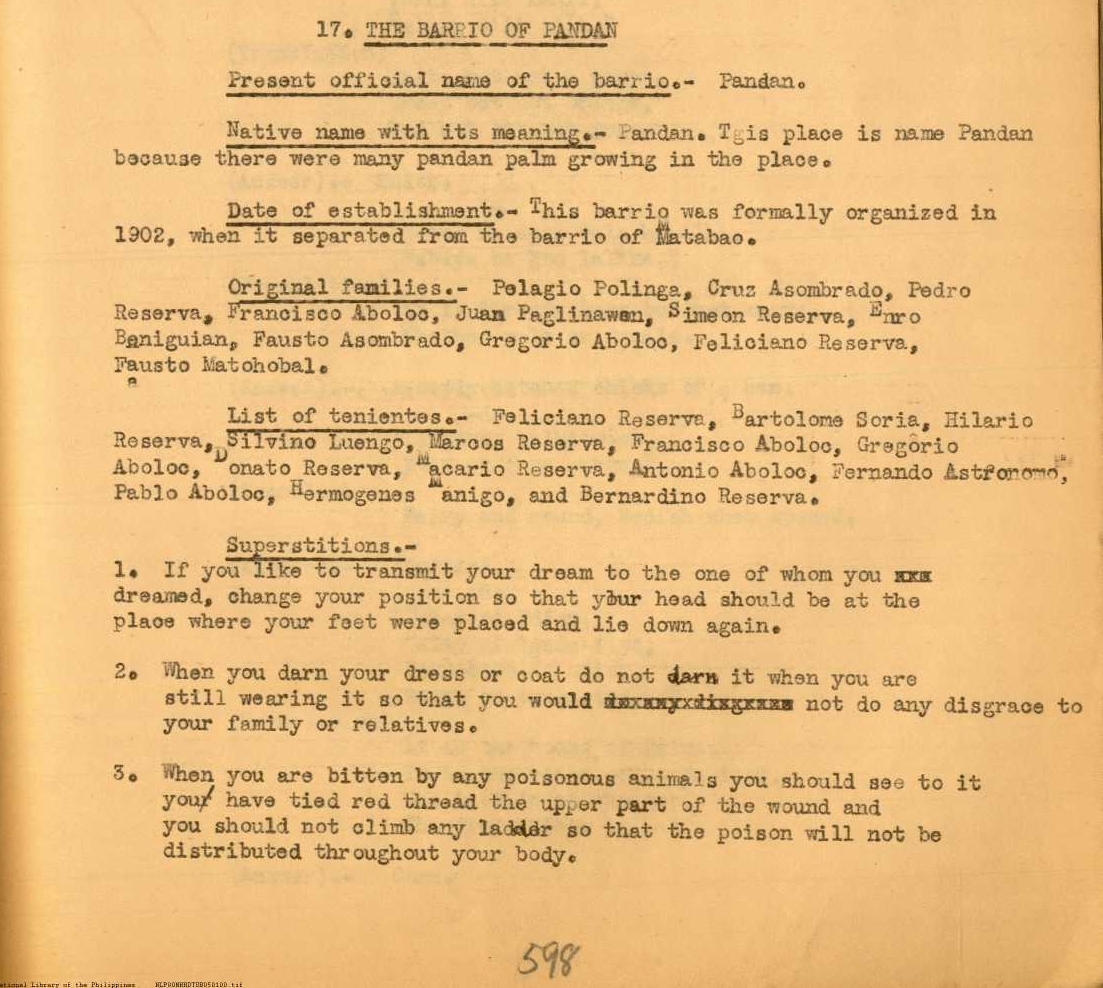 17. THE BARRIO OF PANDAN
Present official name of the barrio.- Pandan.
Native name with its meaning.- Pandan. Tgis place is name Pandan
because there were many pandan palm growing in the place.
Date of establishment.- This barrio was formally organized in
1902, when it separated from the barrio of Matabao.
Original families.- Pelagio Polinga, Cruz Asombrado, Pedro
Reserva, Francisco Aboloc, Juan Paglinawan, Simeon Reserva, Enro
Baniguian, Fausto Asombrado, Gregorio Aboloc, Feliciano Reserva,
Fausto Matohobal.
a
List of tenientes.- Feliciano Reserva, Bartolome Soria, Hilario
Reserva, Silvino Luengo, Marcos Reserva, Francisco Aboloc, Gregorio
Aboloc, Donato Reserva, Macario Reserva, Antonio Aboloc, Fernando Astronomo,
Pablo Aboloc, Hermogenes Manigo, and Bernardino Reserva.
Superstitions.-
1. If you like to transmit your dream to the one of whom you xxx
dreamed, change your position so that your head should be at the
place where your feet were placed and lie down again.
2. When you darn your dress or coat do not darn it when you are
still wearing it so that you would not do any disgrace to
your family or relatives.
3. When you are bitten by any poisonous animals you should see to it
you have tied red thread the upper part of the wound and
you should not climb any ladder so that the poison will not be
distributed throughout your body.
598
ational Library of the Philippines NLPOONHHDTUB050100.tif